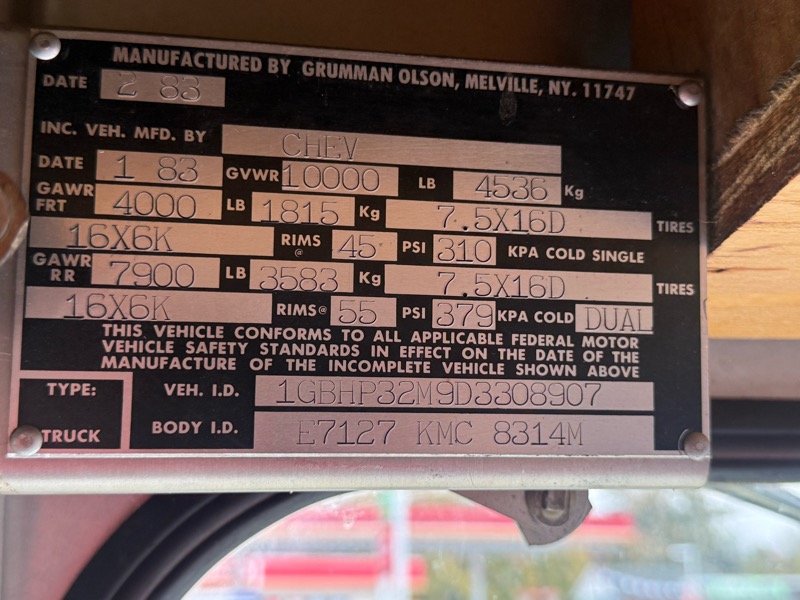 MANUFACTURED BY GRUMMAN OLSON, MELVILLE, NY. 11747
DATE 2 83
INC. VEH. MFD. BY CHEV
DATE 1 83 GVWR 10000 LB 4536 Kg
GAWR FRT 4000 LB 1815 Kg 7.5X16D TIRES
16X6K RIMS @ 45 PSI 310 KPA COLD SINGLE
GAWR RR 7900 LB 3583 Kg 7.5X16D TIRES
16X6K RIMS @ 55 PSI 379 KPA COLD DUAL
THIS VEHICLE CONFORMS TO ALL APPLICABLE FEDERAL MOTOR
VEHICLE SAFETY STANDARDS IN EFFECT ON THE DATE OF THE
MANUFACTURE OF THE INCOMPLETE VEHICLE SHOWN ABOVE
TYPE: VEH. I.D. 1GBHP32M9D3308907
TRUCK BODY I.D. E7127 KMC 8314M